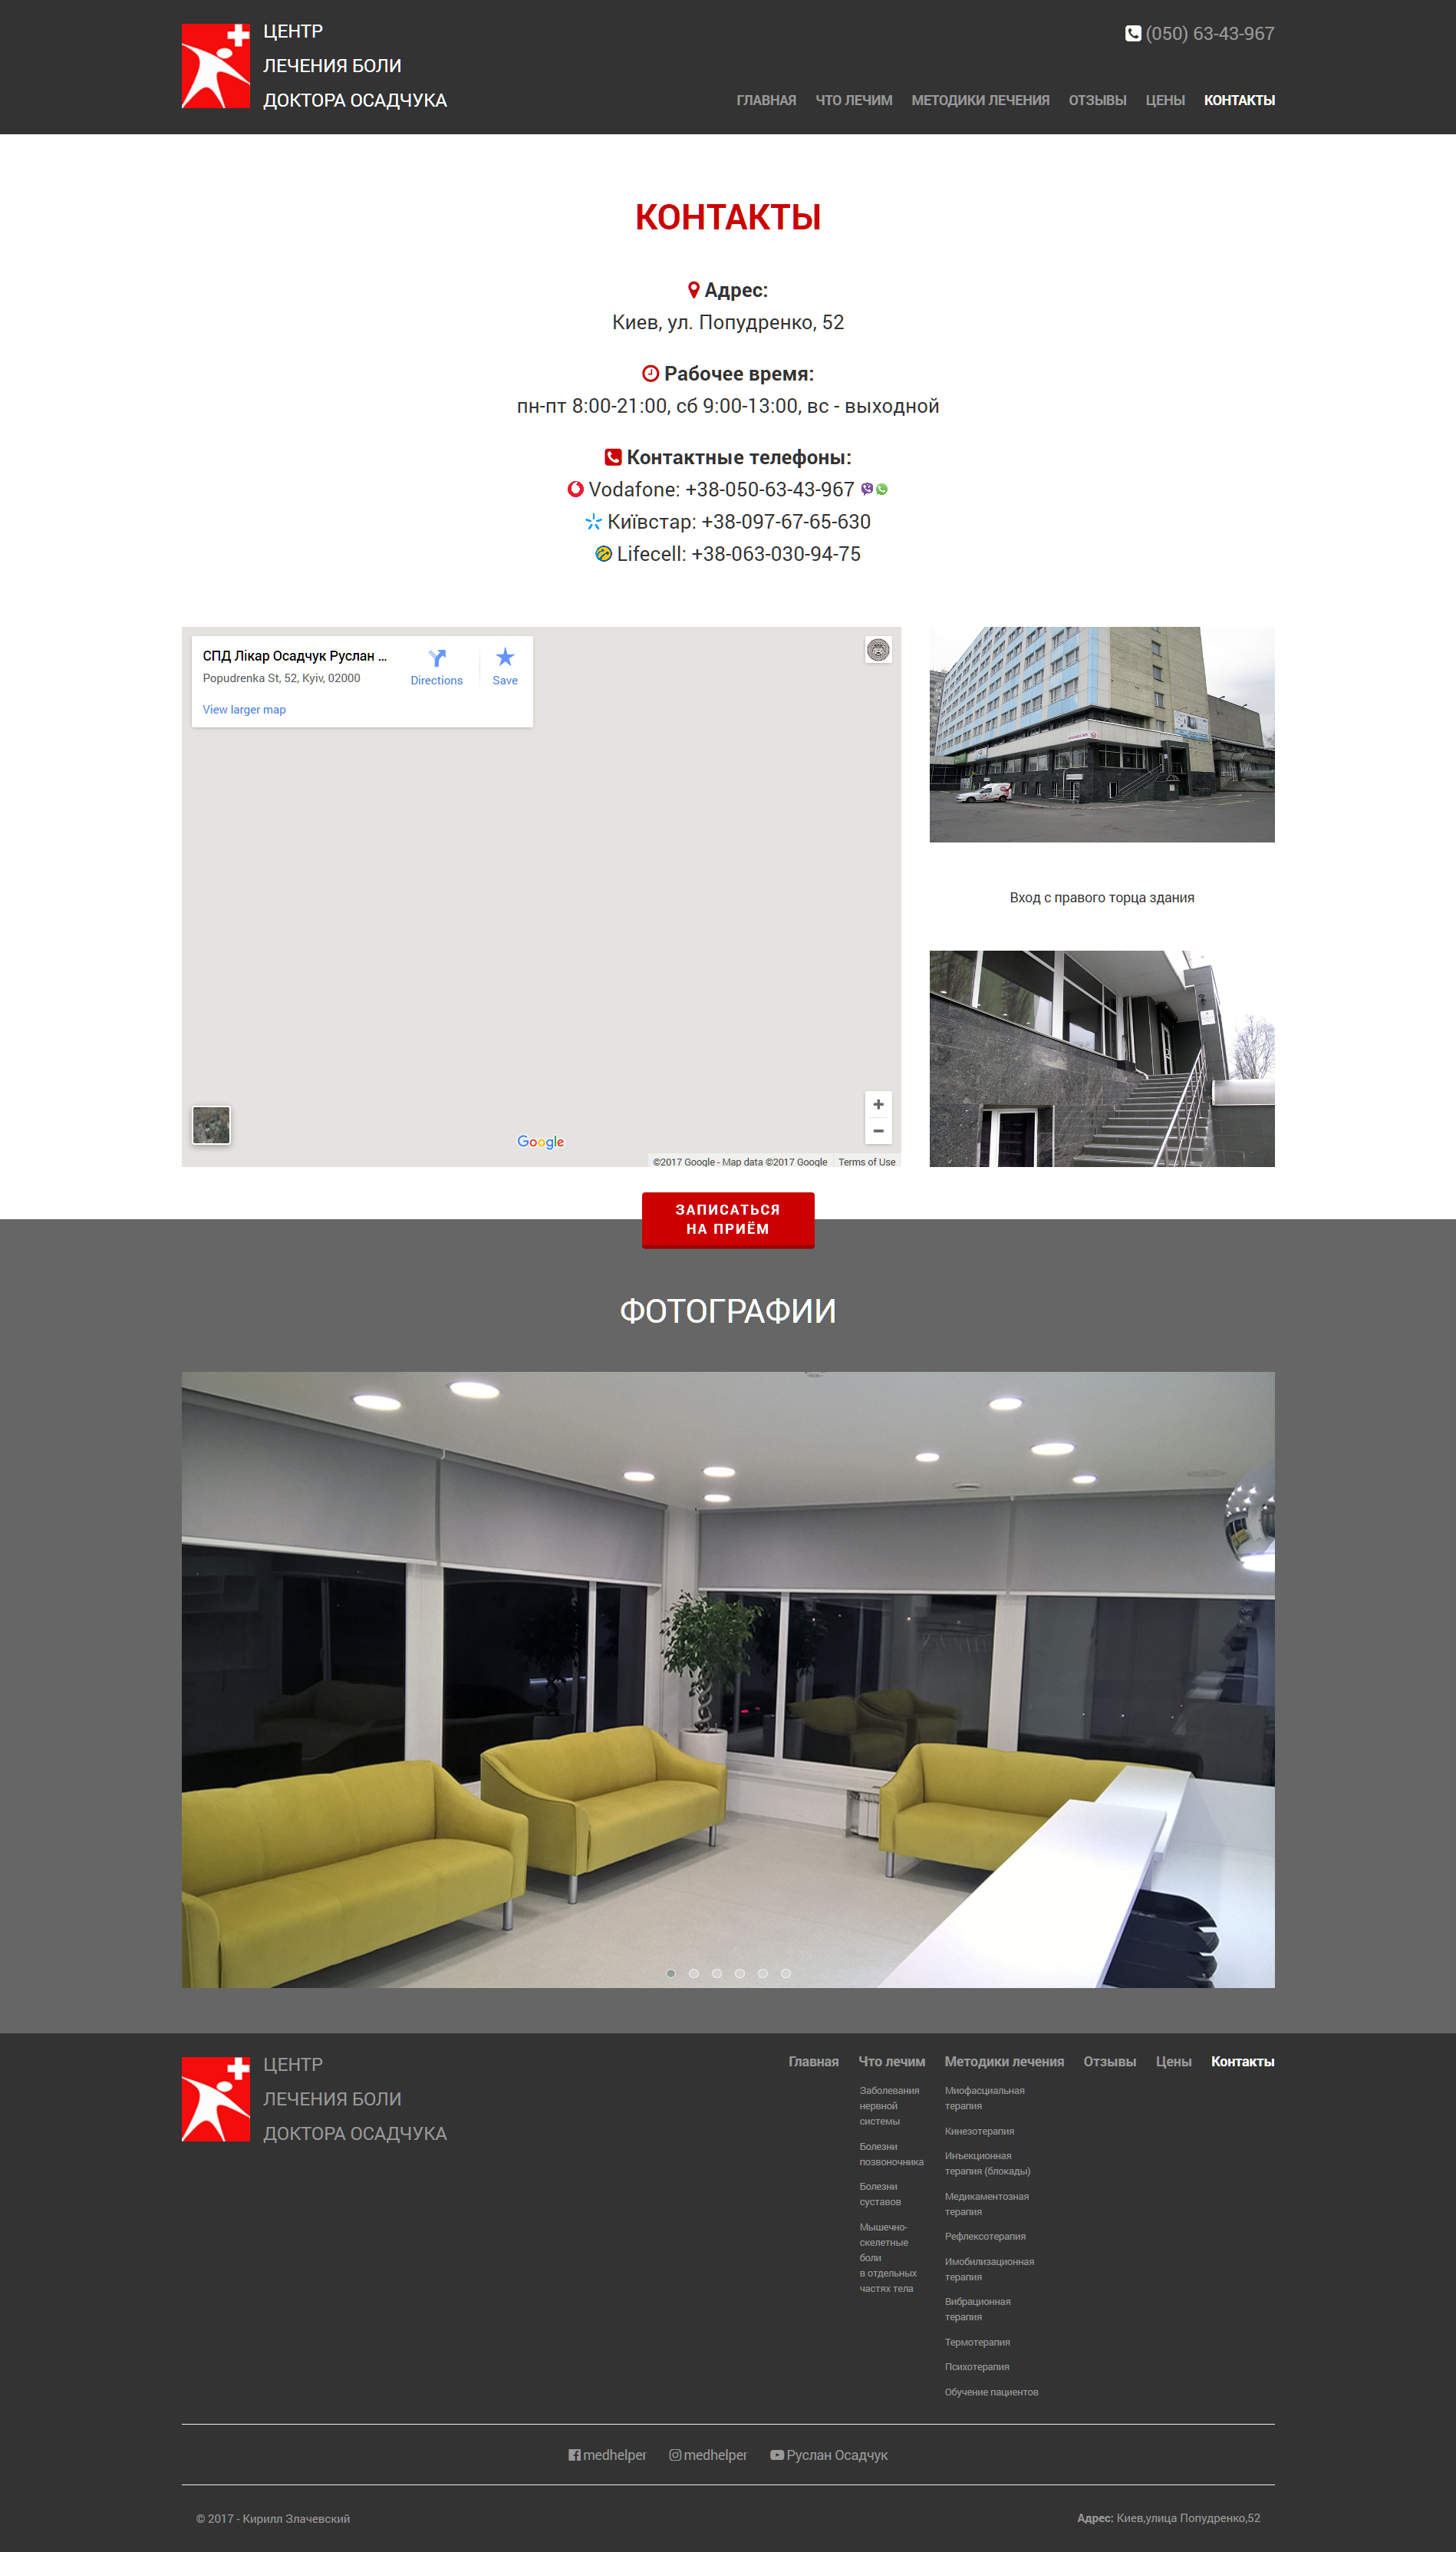 ЦЕНТР
ЛЕЧЕНИЯ БОЛИ
ДОКТОРА ОСАДЧУКА
(050) 63-43-967
ГЛАВНАЯ ЧТО ЛЕЧИМ МЕТОДИКИ ЛЕЧЕНИЯ ОТЗЫВЫ ЦЕНЫ КОНТАКТЫ
КОНТАКТЫ
Адрес:
Киев, ул. Попудренко, 52
Рабочее время:
пн-пт 8:00-21:00, сб 9:00-13:00, вс - выходной
Контактные телефоны:
Vodafone: +38-050-63-43-967
Київстар: +38-097-67-65-630
Lifecell: +38-063-030-94-75
СПД Лікар Осадчук Руслан ...
Popudrenka St, 52, Kyiv, 02000
Directions
Save
View larger map
Google
©2017 Google - Map data ©2017 Google Terms of Use
Вход с правого торца здания
ЗАПИСАТЬСЯ
НА ПРИЁМ
ФОТОГРАФИИ
ЦЕНТР
ЛЕЧЕНИЯ БОЛИ
ДОКТОРА ОСАДЧУКА
Главная Что лечим Методики лечения Отзывы Цены Контакты
Заболевания
нервной
системы
Болезни
позвоночника
Болезни
суставов
Мышечно-
скелетные
боли
в отдельных
частях тела
Миофасциальная
терапия
Кинезотерапия
Инъекционная
терапия (блокады)
Медикаментозная
терапия
Рефлексотерапия
Имобилизационная
терапия
Вибрационная
терапия
Термотерапия
Психотерапия
Обучение пациентов
medhelper medhelper Руслан Осадчук
© 2017 - Кирилл Злачевский
Адрес: Киев,улица Попудренко,52